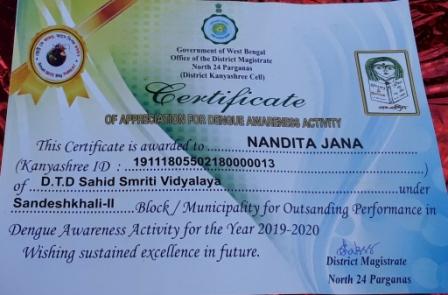 Government of West Bengal
Office of the District Magistrate
North 24 Parganas
(District Kanyashree Cell)
Certificate
OF APPRECIATION FOR DENGUE AWARENESS ACTIVITY
This Certificate is awarded to NANDITA JANA
(Kanyashree ID : 19111805502180000013)
of D.T.D Sahid Smriti Vidyalaya under
Sandeshkhali-II Block / Municipality for Outsanding Performance in
Dengue Awareness Activity for the Year 2019-2020
Wishing sustained excellence in future.
District Magistrate
North 24 Parganas